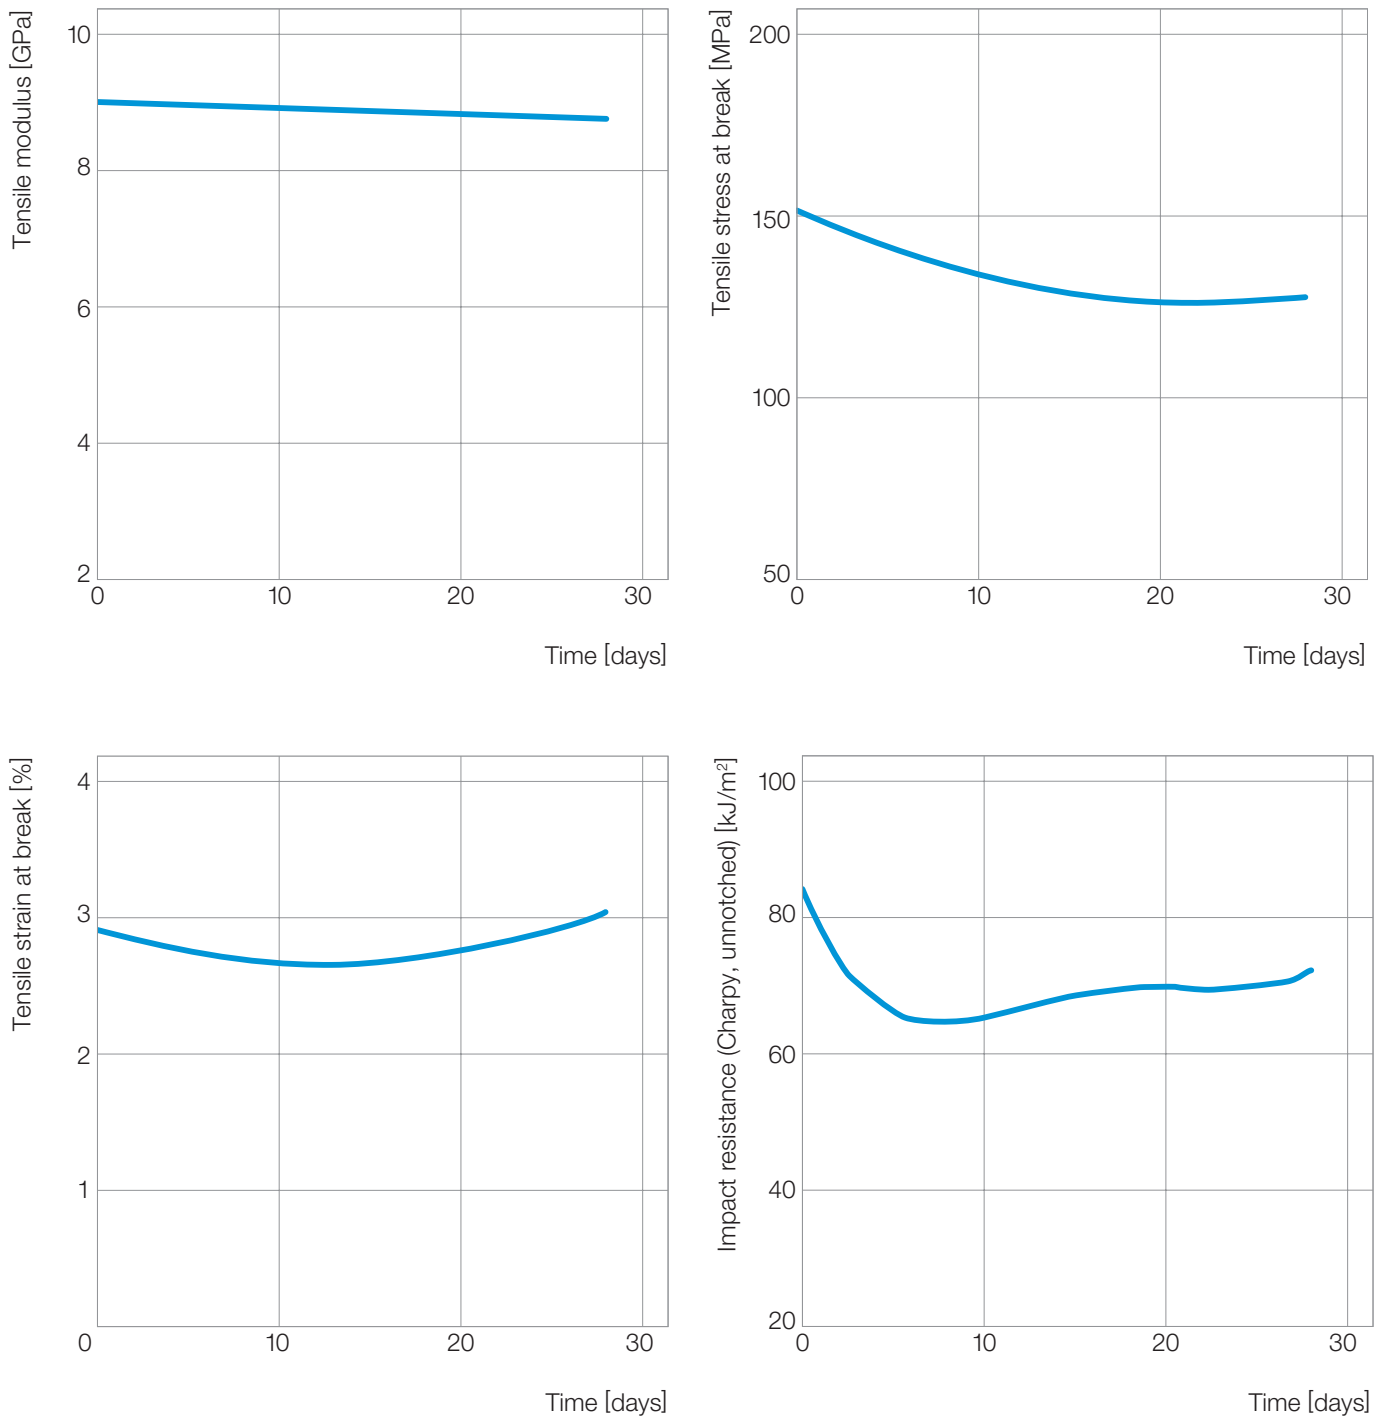 Tensile modulus [GPa]
10
8
6
4
2
0 10 20 30
Time [days]
Tensile stress at break [MPa]
200
150
100
50
0 10 20 30
Time [days]
Tensile strain at break [%]
4
3
2
1
0 10 20 30
Time [days]
Impact resistance (Charpy, unnotched) [kJ/m²]
100
80
60
40
20
0 10 20 30
Time [days]